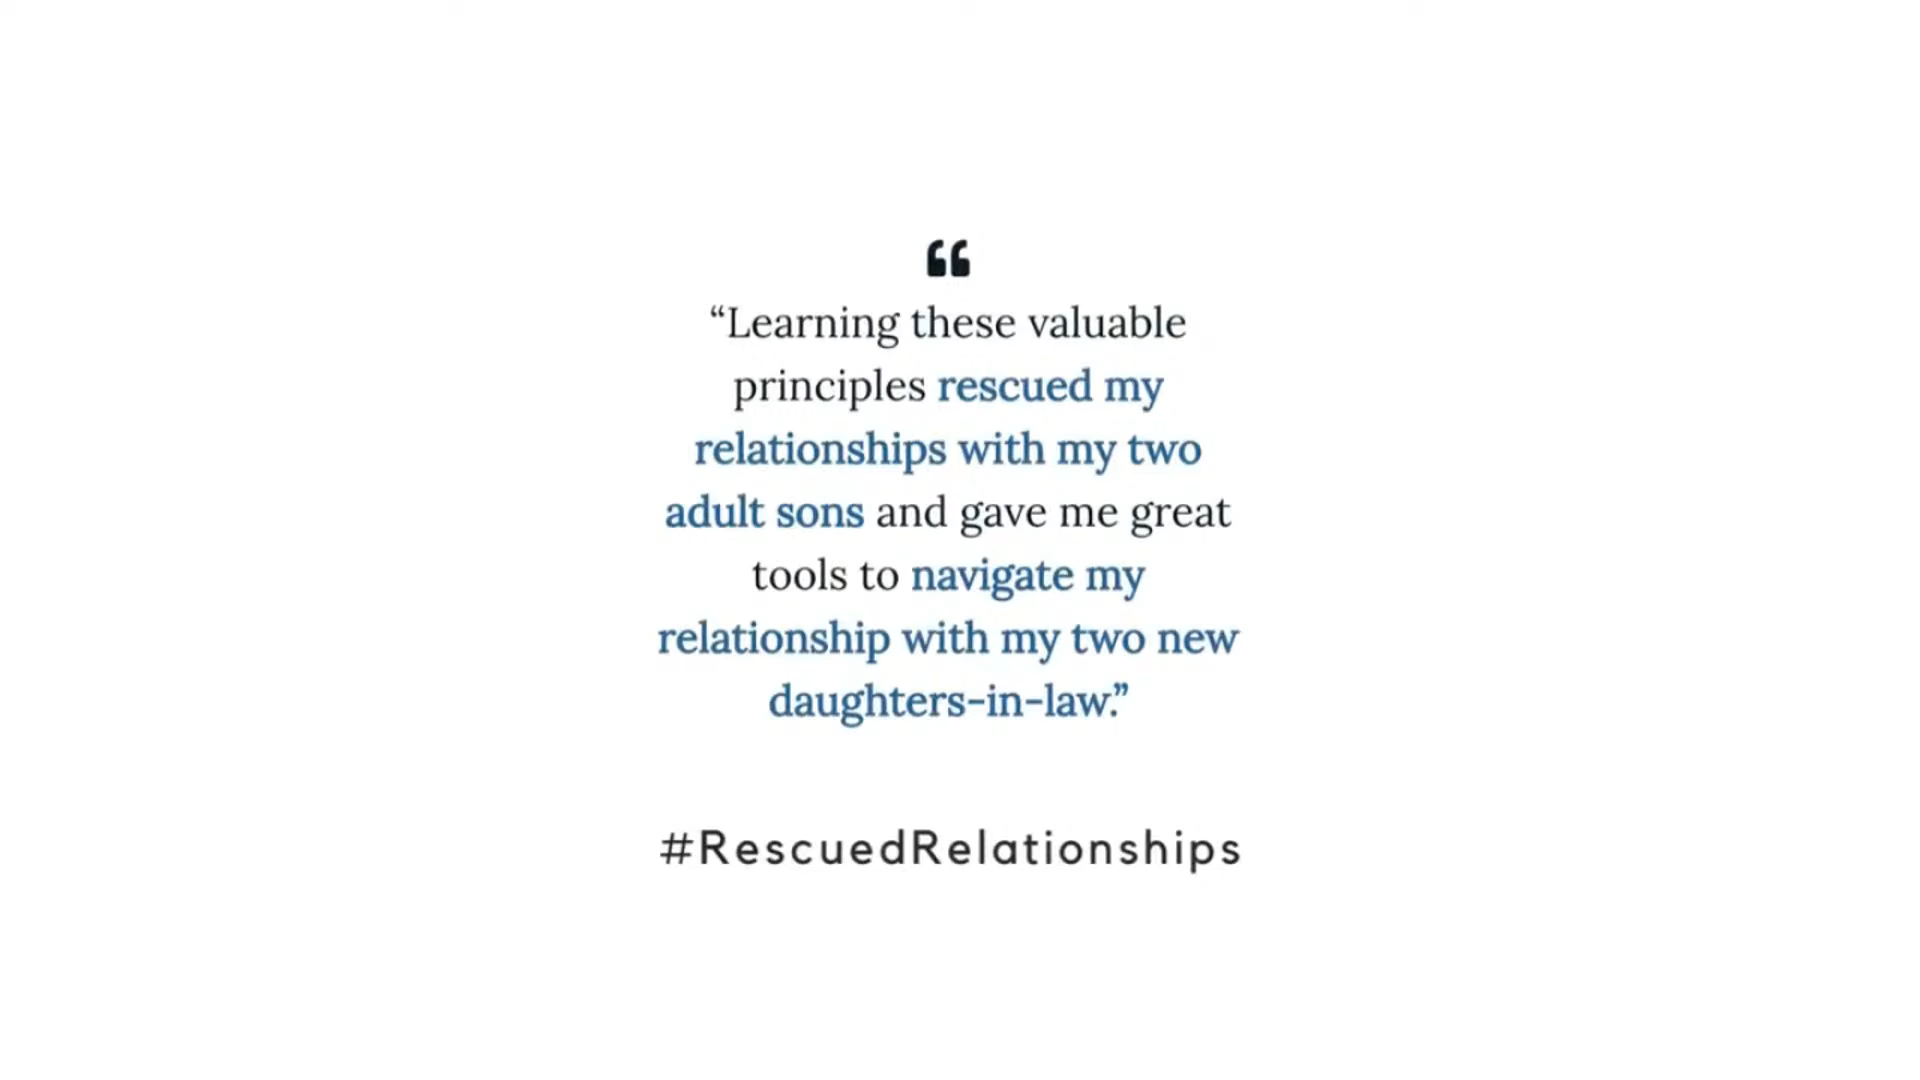 ❝
“Learning these valuable
principles rescued my
relationships with my two
adult sons and gave me great
tools to navigate my
relationship with my two new
daughters-in-law.”
#RescuedRelationships